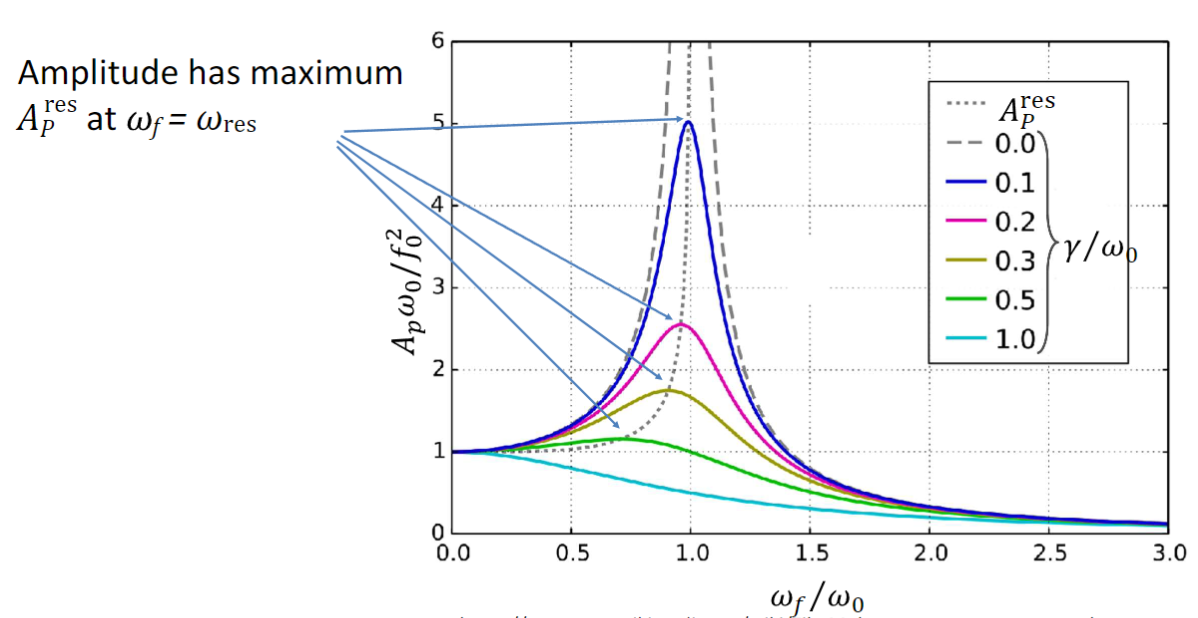 Amplitude has maximum
A_P^res at ω_f = ω_res
6
5
4
3
2
1
0
A_pω_0/f_0^2
0.0 0.5 1.0 1.5 2.0 2.5 3.0
ω_f/ω_0
A_P^res
0.0
0.1
0.2
0.3
0.5
1.0
γ/ω_0